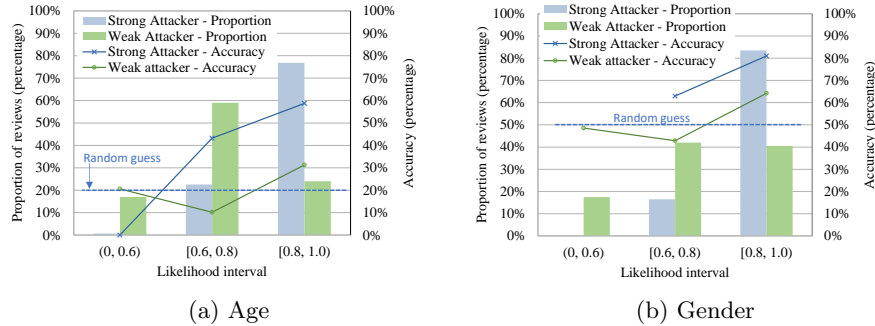 100%
90%
80%
70%
60%
50%
40%
30%
20%
10%
0%
Proportion of reviews (percentage)
Strong Attacker - Proportion
Weak Attacker - Proportion
Strong Attacker - Accuracy
Weak attacker - Accuracy
Random guess
100%
90%
80%
70%
60%
50%
40%
30%
20%
10%
0%
Accuracy (percentage)
(0, 0.6) [0.6, 0.8) [0.8, 1.0)
Likelihood interval
(a) Age
100%
90%
80%
70%
60%
50%
40%
30%
20%
10%
0%
Proportion of reviews (percentage)
Strong Attacker - Proportion
Weak Attacker - Proportion
Strong Attacker - Accuracy
Weak attacker - Accuracy
Random guess
100%
90%
80%
70%
60%
50%
40%
30%
20%
10%
0%
Accuracy (percentage)
(0, 0.6) [0.6, 0.8) [0.8, 1.0)
Likelihood interval
(b) Gender